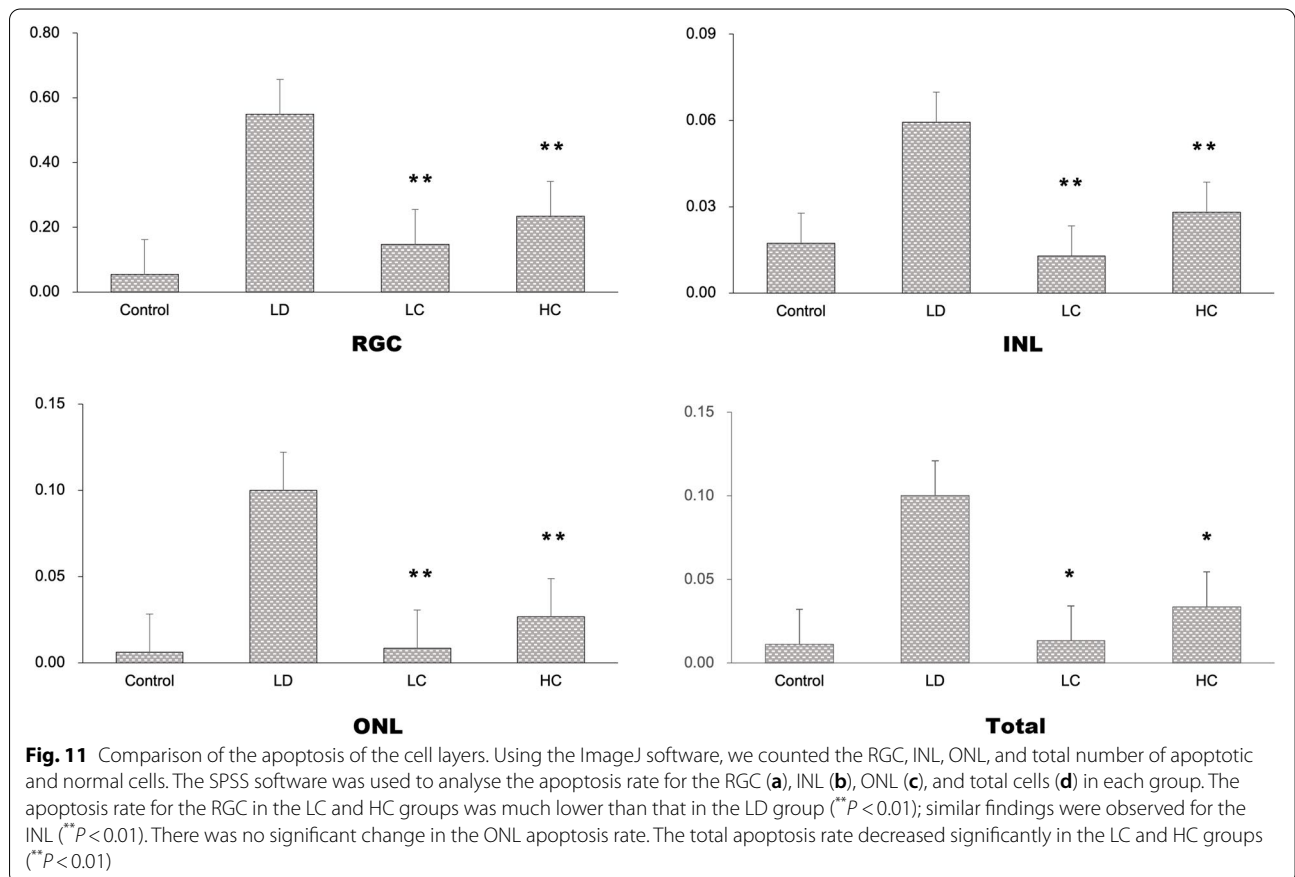 0.80
0.60
0.40
0.20
0.00
** **
Control LD LC HC
RGC
0.09
0.06
0.03
0.00
** **
Control LD LC HC
INL
0.15
0.10
0.05
0.00
** **
Control LD LC HC
ONL
0.15
0.10
0.05
0.00
* *
Control LD LC HC
Total
Fig. 11 Comparison of the apoptosis of the cell layers. Using the ImageJ software, we counted the RGC, INL, ONL, and total number of apoptotic
and normal cells. The SPSS software was used to analyse the apoptosis rate for the RGC (a), INL (b), ONL (c), and total cells (d) in each group. The
apoptosis rate for the RGC in the LC and HC groups was much lower than that in the LD group (**P < 0.01); similar findings were observed for the
INL (**P < 0.01). There was no significant change in the ONL apoptosis rate. The total apoptosis rate decreased significantly in the LC and HC groups
(**P < 0.01)